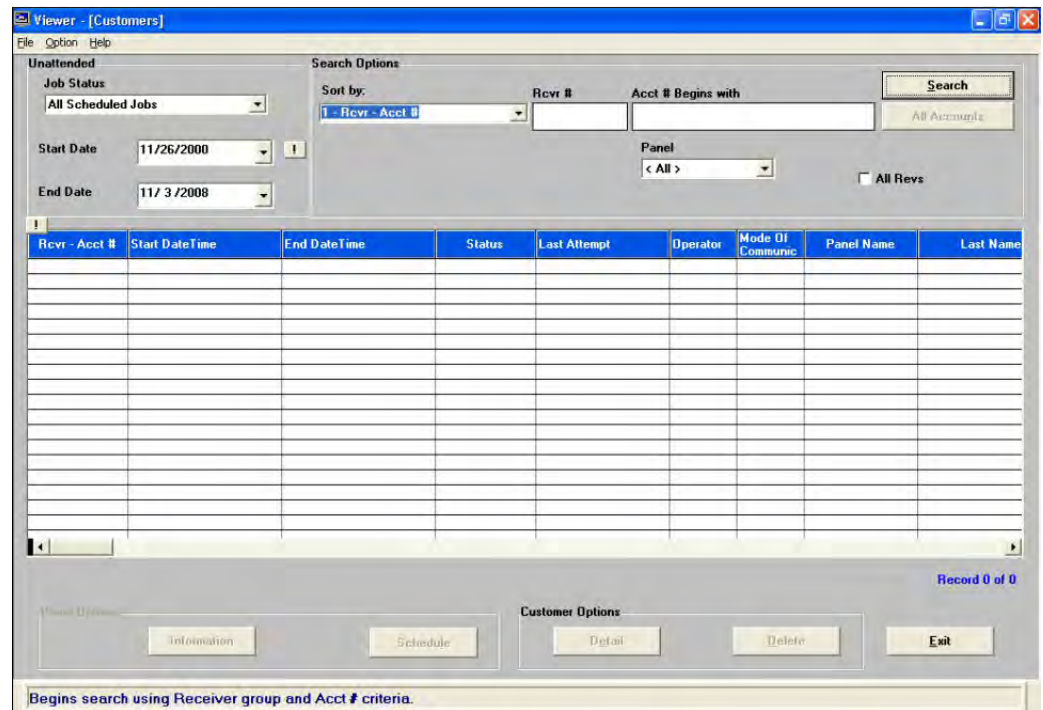 Viewer - [Customers]
File Option Help
Unattended
Job Status
All Scheduled Jobs
Start Date 11/26/2000 !
End Date 11/ 3 /2008
Search Options
Sort by: Rcvr # Acct # Begins with
1 - Rcvr - Acct #
Search
All Accounts
Panel
< All >
All Revs
!
Rcvr - Acct # Start DateTime End DateTime Status Last Attempt Operator Mode Of Communic Panel Name Last Name
Record 0 of 0
Panel Options
Information Schedule
Customer Options
Detail Delete
Exit
Begins search using Receiver group and Acct # criteria.